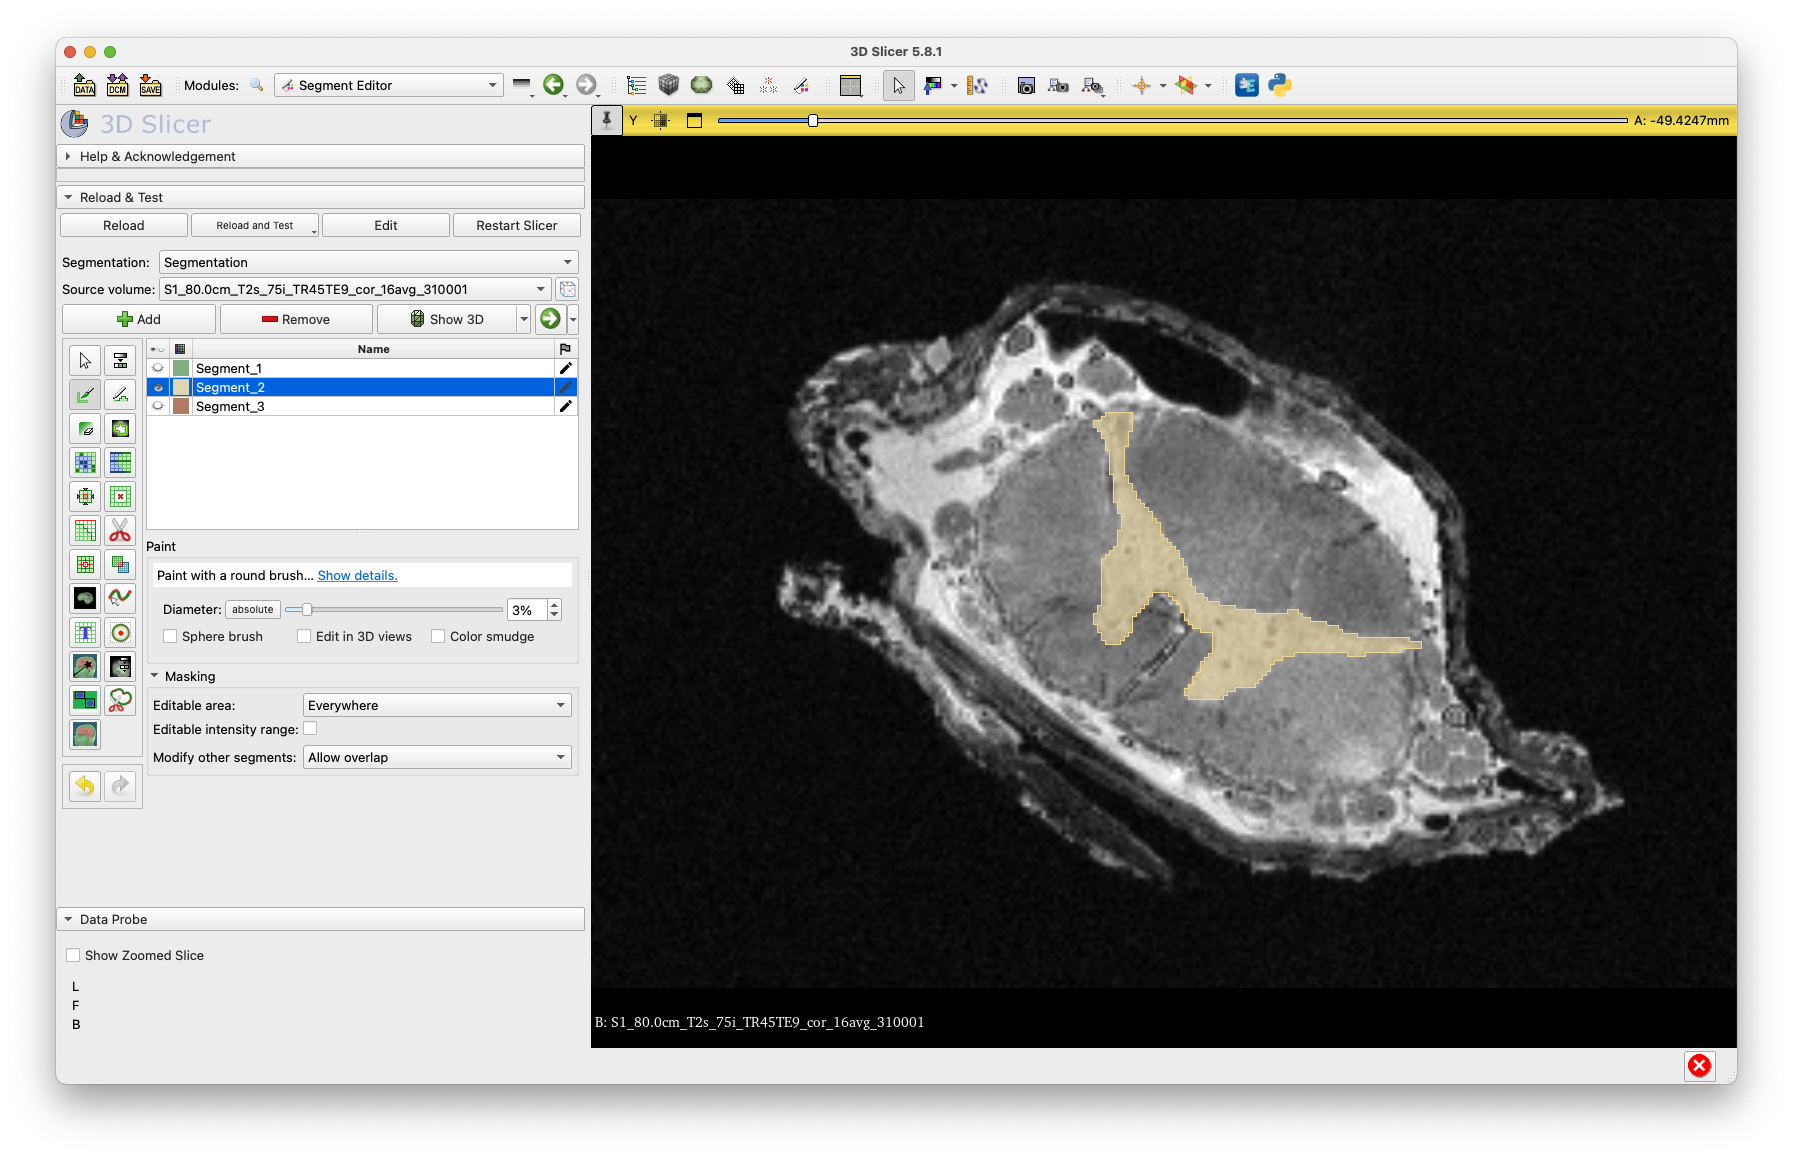 3D Slicer 5.8.1
DATA
DCM
SAVE
Modules:
Segment Editor
3D Slicer
Y
A: -49.4247mm
Help & Acknowledgement
Reload & Test
Reload
Reload and Test
Edit
Restart Slicer
Segmentation:
Segmentation
Source volume:
S1_80.0cm_T2s_75i_TR45TE9_cor_16avg_310001
Add
Remove
Show 3D
Name
Segment_1
Segment_2
Segment_3
Paint
Paint with a round brush... Show details.
Diameter:
absolute
3%
Sphere brush
Edit in 3D views
Color smudge
Masking
Editable area:
Everywhere
Editable intensity range:
Modify other segments:
Allow overlap
Data Probe
Show Zoomed Slice
L
F
B
B: S1_80.0cm_T2s_75i_TR45TE9_cor_16avg_310001